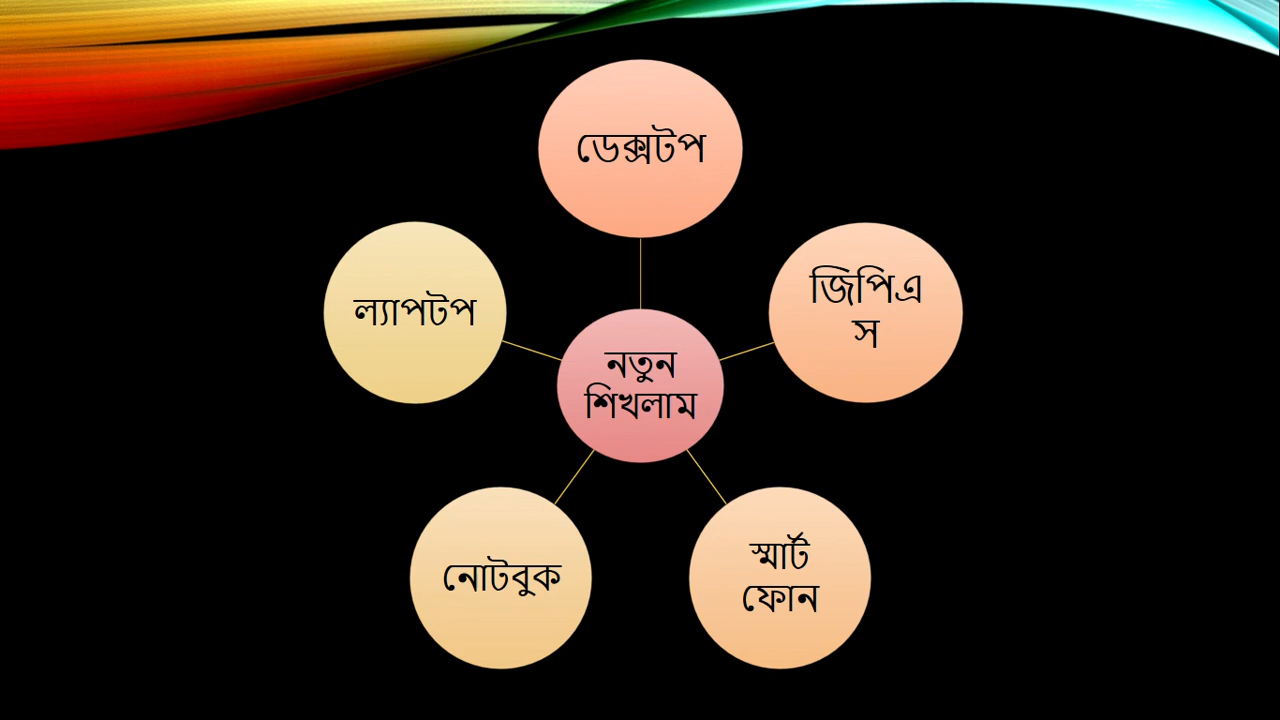 ডেক্সটপ
ল্যাপটপ
জিপিএ
স
নতুন
শিখলাম
নোটবুক
স্মার্ট
ফোন